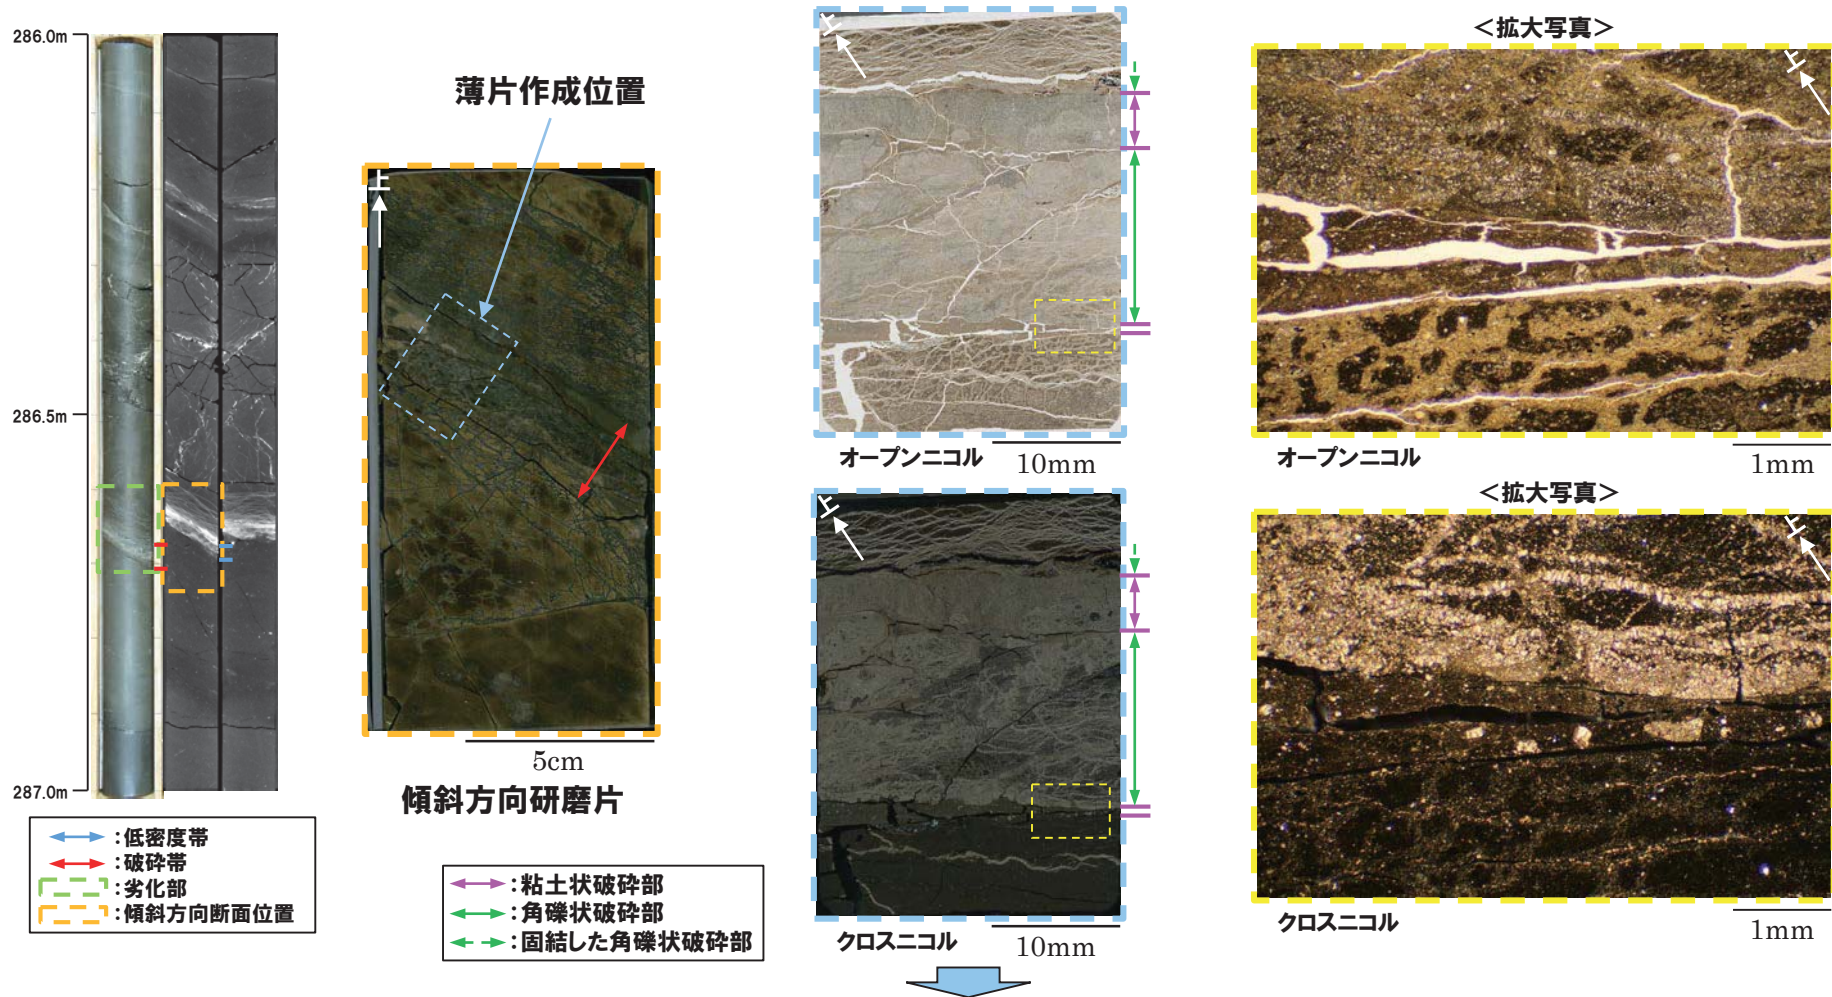 286.0m
286.5m
287.0m
:低密度帯
:破砕帯
:劣化部
:傾斜方向断面位置
薄片作成位置
上
5cm
傾斜方向研磨片
:粘土状破砕部
:角礫状破砕部
:固結した角礫状破砕部
上
オープンニコル
10mm
上
クロスニコル
10mm
<拡大写真>
上
オープンニコル
1mm
<拡大写真>
上
クロスニコル
1mm